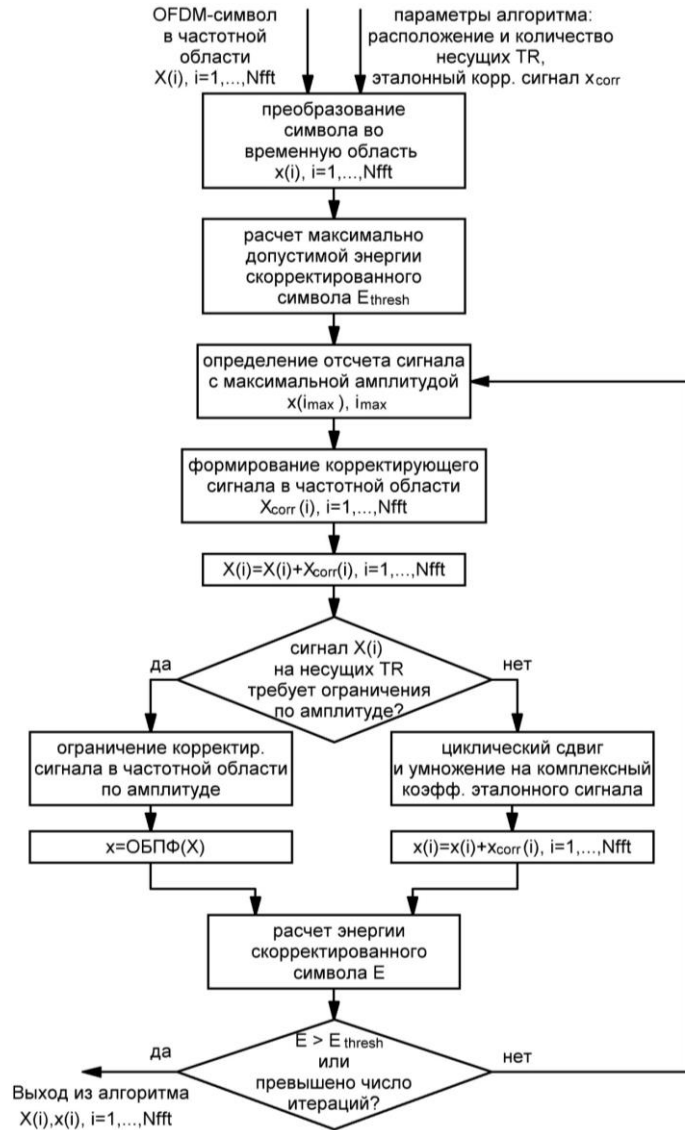 OFDM-символ
в частотной
области
X(i), i=1,...,Nfft
параметры алгоритма:
расположение и количество
несущих TR,
эталонный корр. сигнал xcorr
преобразование
символа во
временную область
x(i), i=1,...,Nfft
расчет максимально
допустимой энергии
скорректированного
символа Ethresh
определение отсчета сигнала
с максимальной амплитудой
x(imax), imax
формирование корректирующего
сигнала в частотной области
Xcorr(i), i=1,...,Nfft
X(i)=X(i)+Xcorr(i), i=1,...,Nfft
сигнал X(i)
на несущих TR
требует ограничения
по амплитуде?
да
нет
ограничение корректир.
сигнала в частотной области
по амплитуде
циклический сдвиг
и умножение на комплексный
коэфф. эталонного сигнала
x=ОБПФ(X)
x(i)=x(i)+xcorr(i), i=1,...,Nfft
расчет энергии
скорректированного
символа E
E > Ethresh
или
превышено число
итераций?
да
нет
Выход из алгоритма
X(i),x(i), i=1,...,Nfft